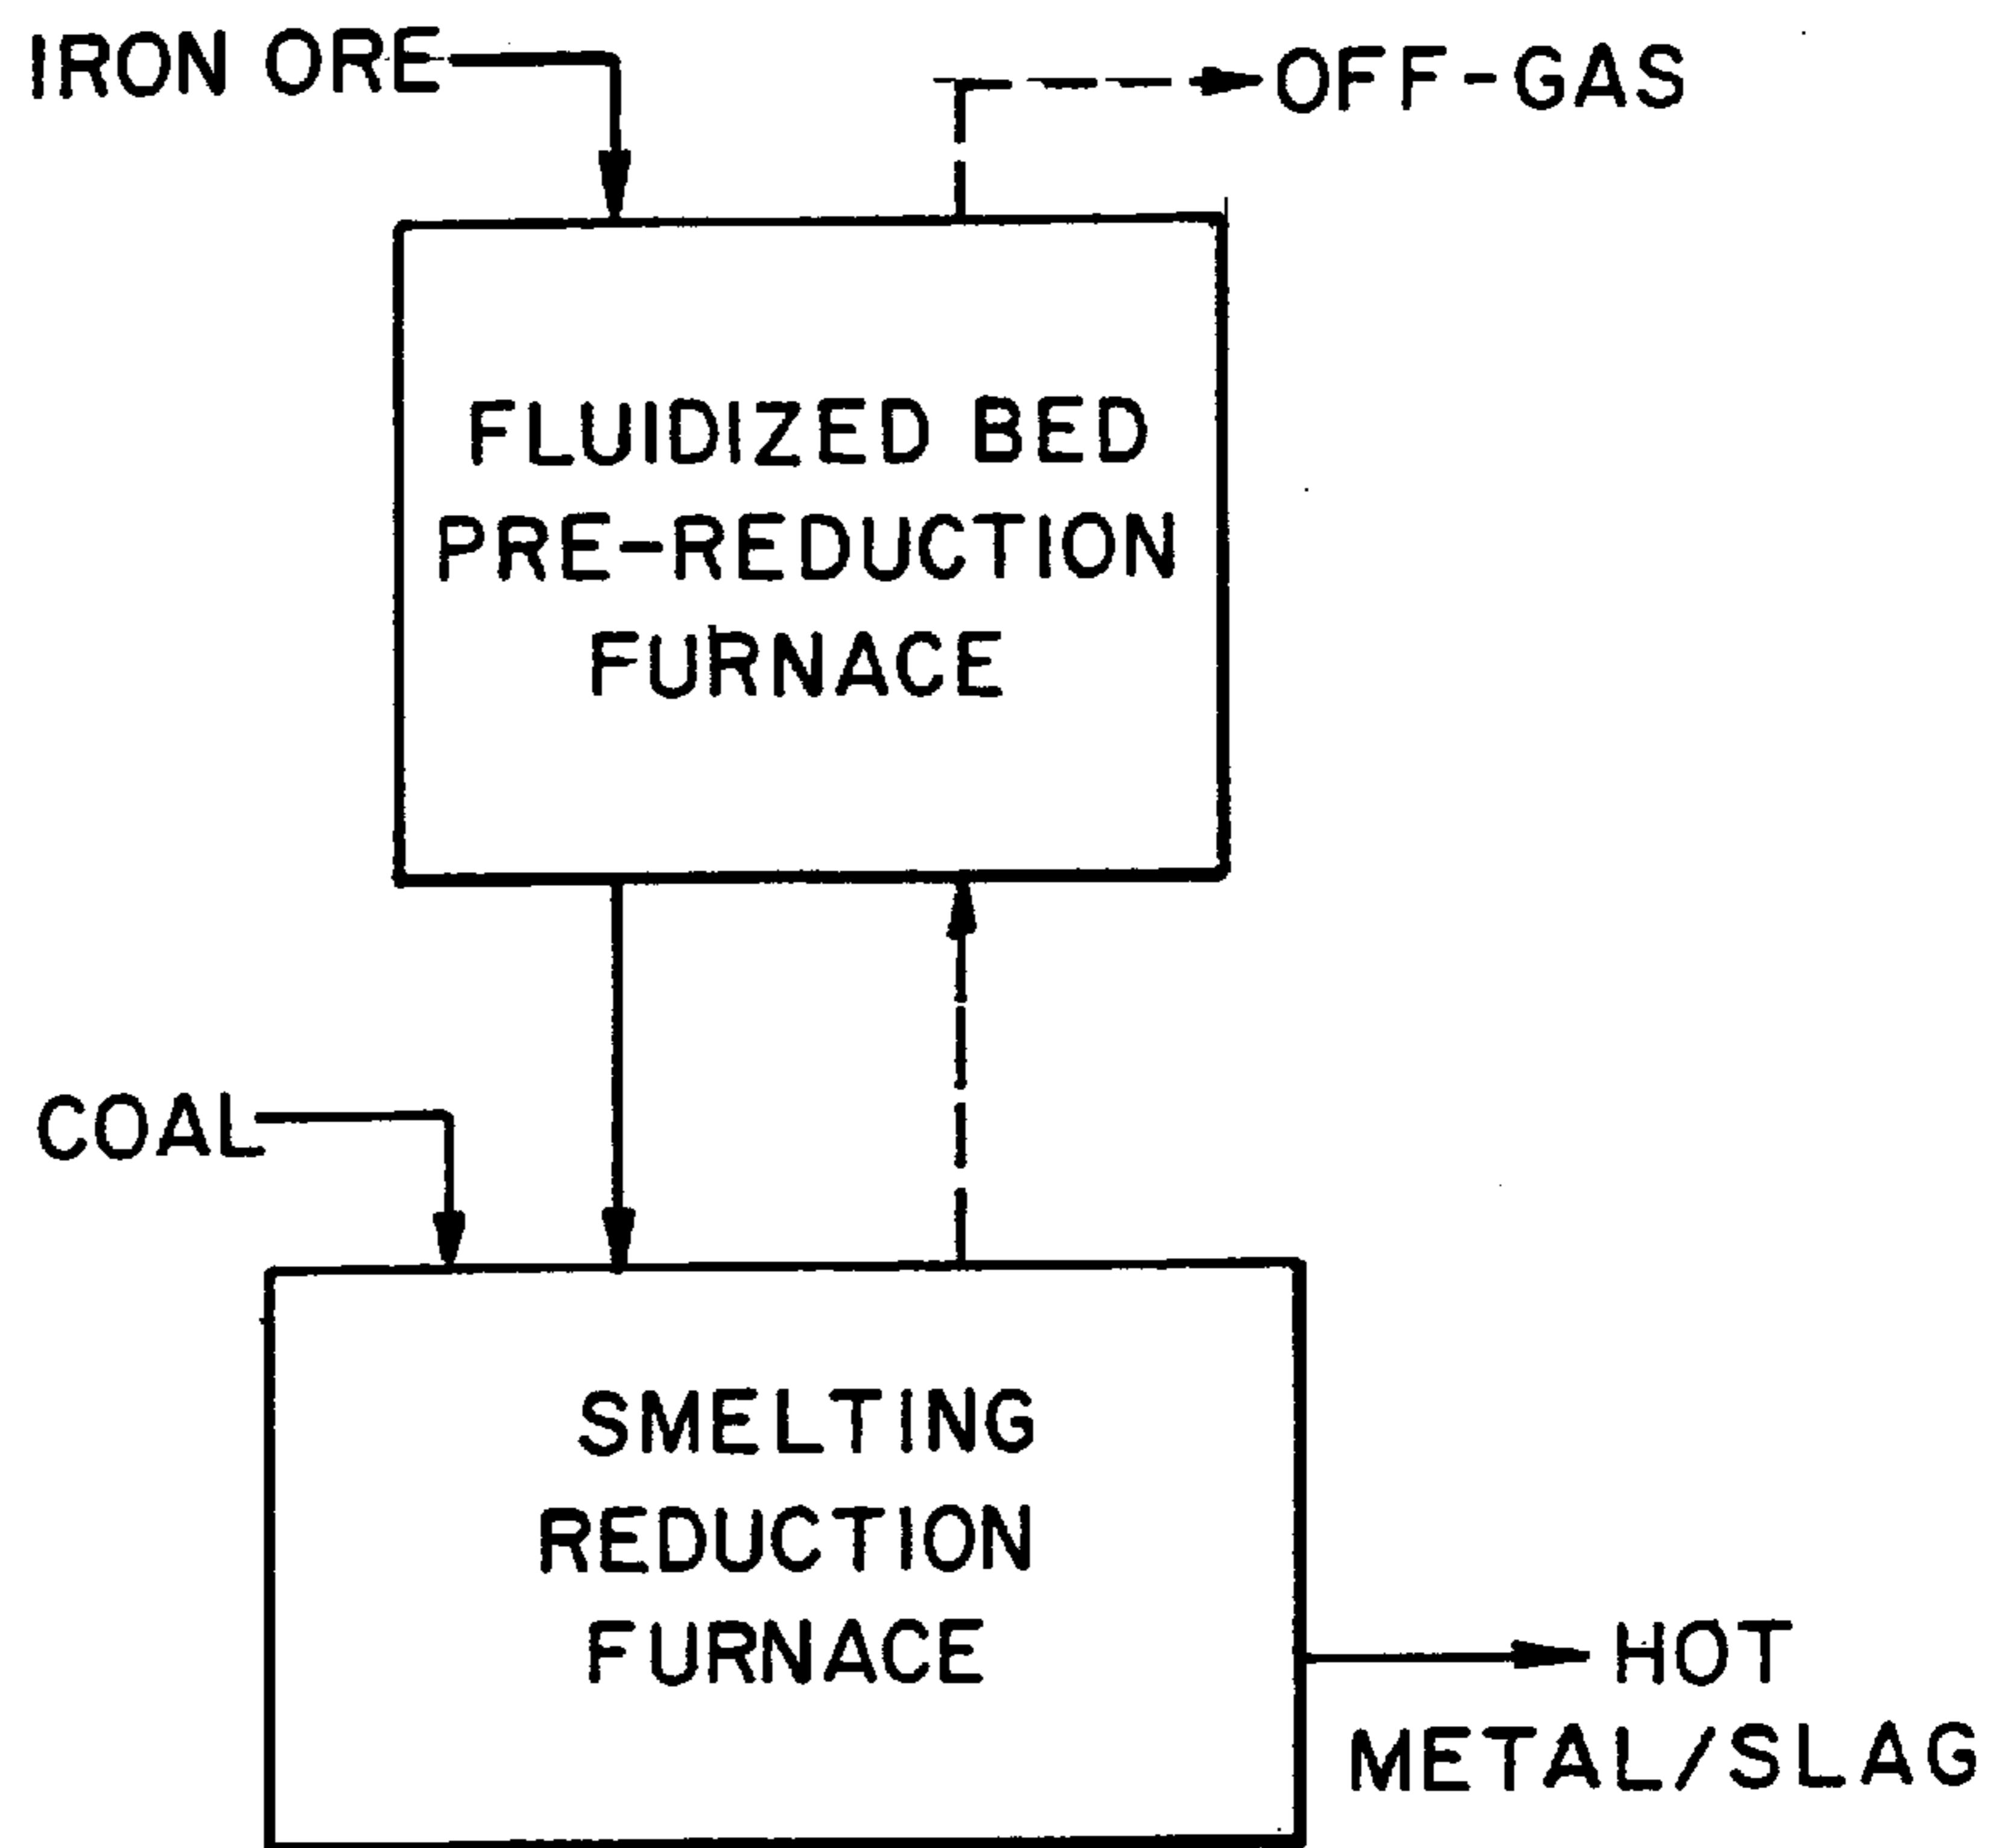 IRON ORE
OFF-GAS
FLUIDIZED BED
PRE-REDUCTION
FURNACE
COAL
SMELTING
REDUCTION
FURNACE
HOT
METAL/SLAG